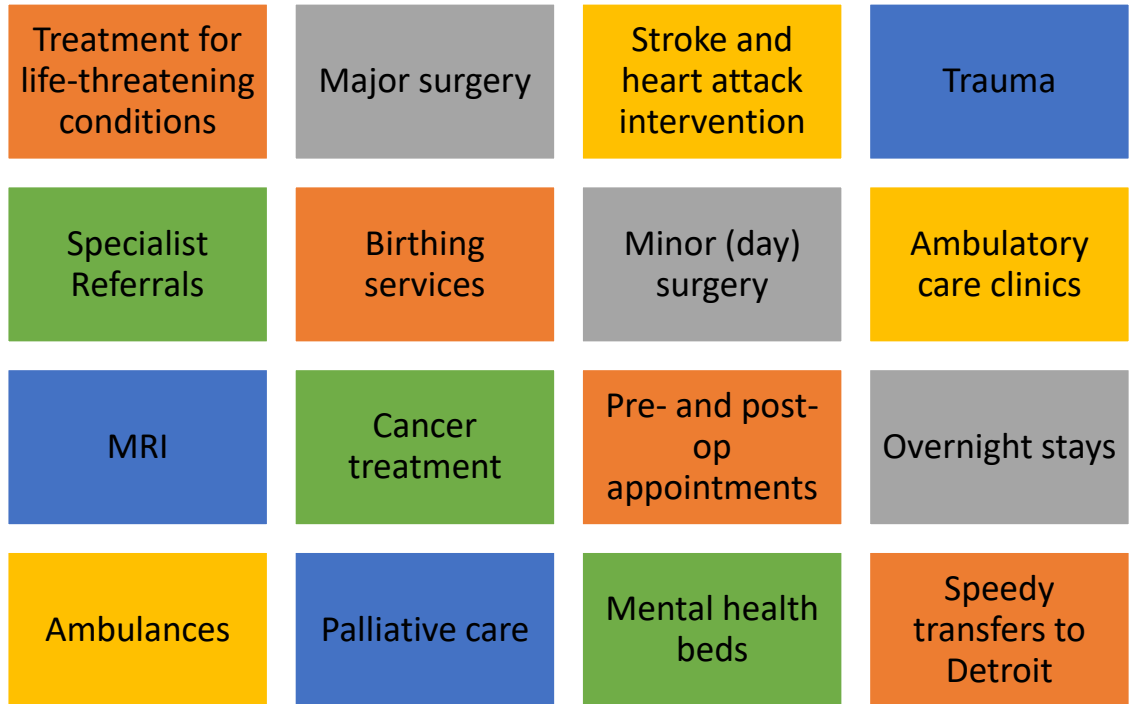 Treatment for
life-threatening
conditions
Major surgery
Stroke and
heart attack
intervention
Trauma
Specialist
Referrals
Birthing
services
Minor (day)
surgery
Ambulatory
care clinics
MRI
Cancer
treatment
Pre- and post-
op
appointments
Overnight stays
Ambulances
Palliative care
Mental health
beds
Speedy
transfers to
Detroit